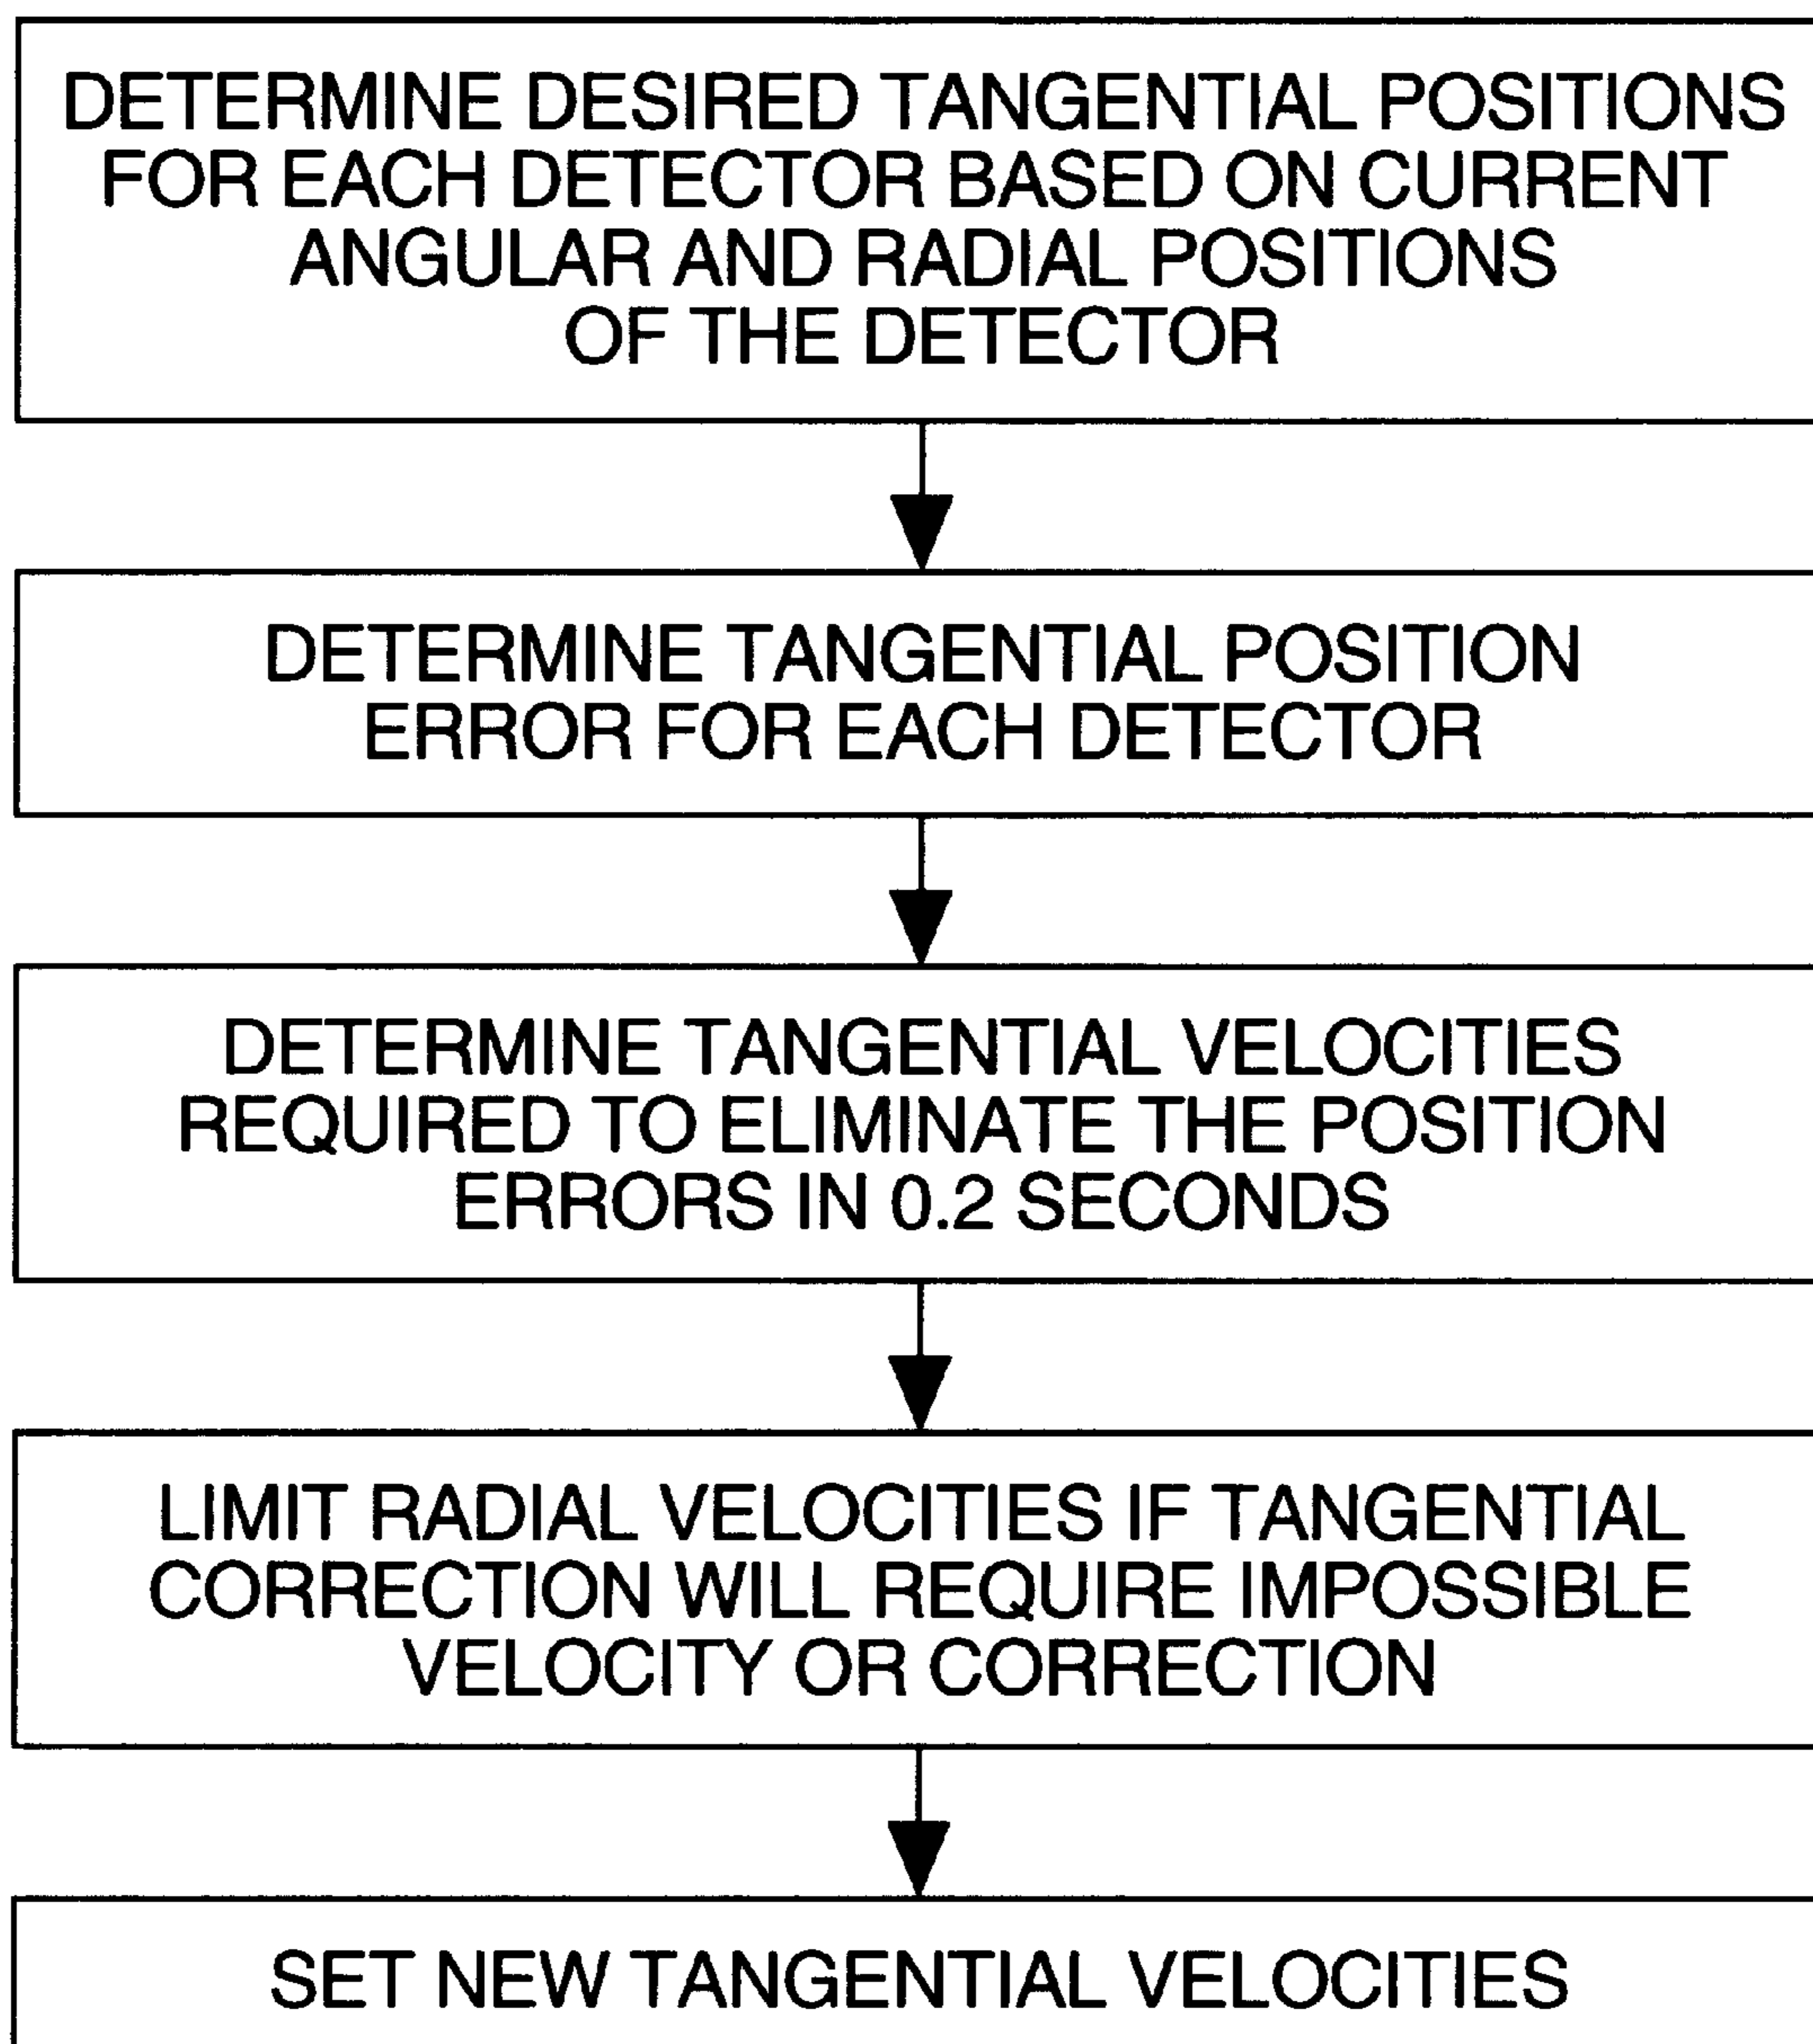 DETERMINE DESIRED TANGENTIAL POSITIONS
FOR EACH DETECTOR BASED ON CURRENT
ANGULAR AND RADIAL POSITIONS
OF THE DETECTOR
DETERMINE TANGENTIAL POSITION
ERROR FOR EACH DETECTOR
DETERMINE TANGENTIAL VELOCITIES
REQUIRED TO ELIMINATE THE POSITION
ERRORS IN 0.2 SECONDS
LIMIT RADIAL VELOCITIES IF TANGENTIAL
CORRECTION WILL REQUIRE IMPOSSIBLE
VELOCITY OR CORRECTION
SET NEW TANGENTIAL VELOCITIES